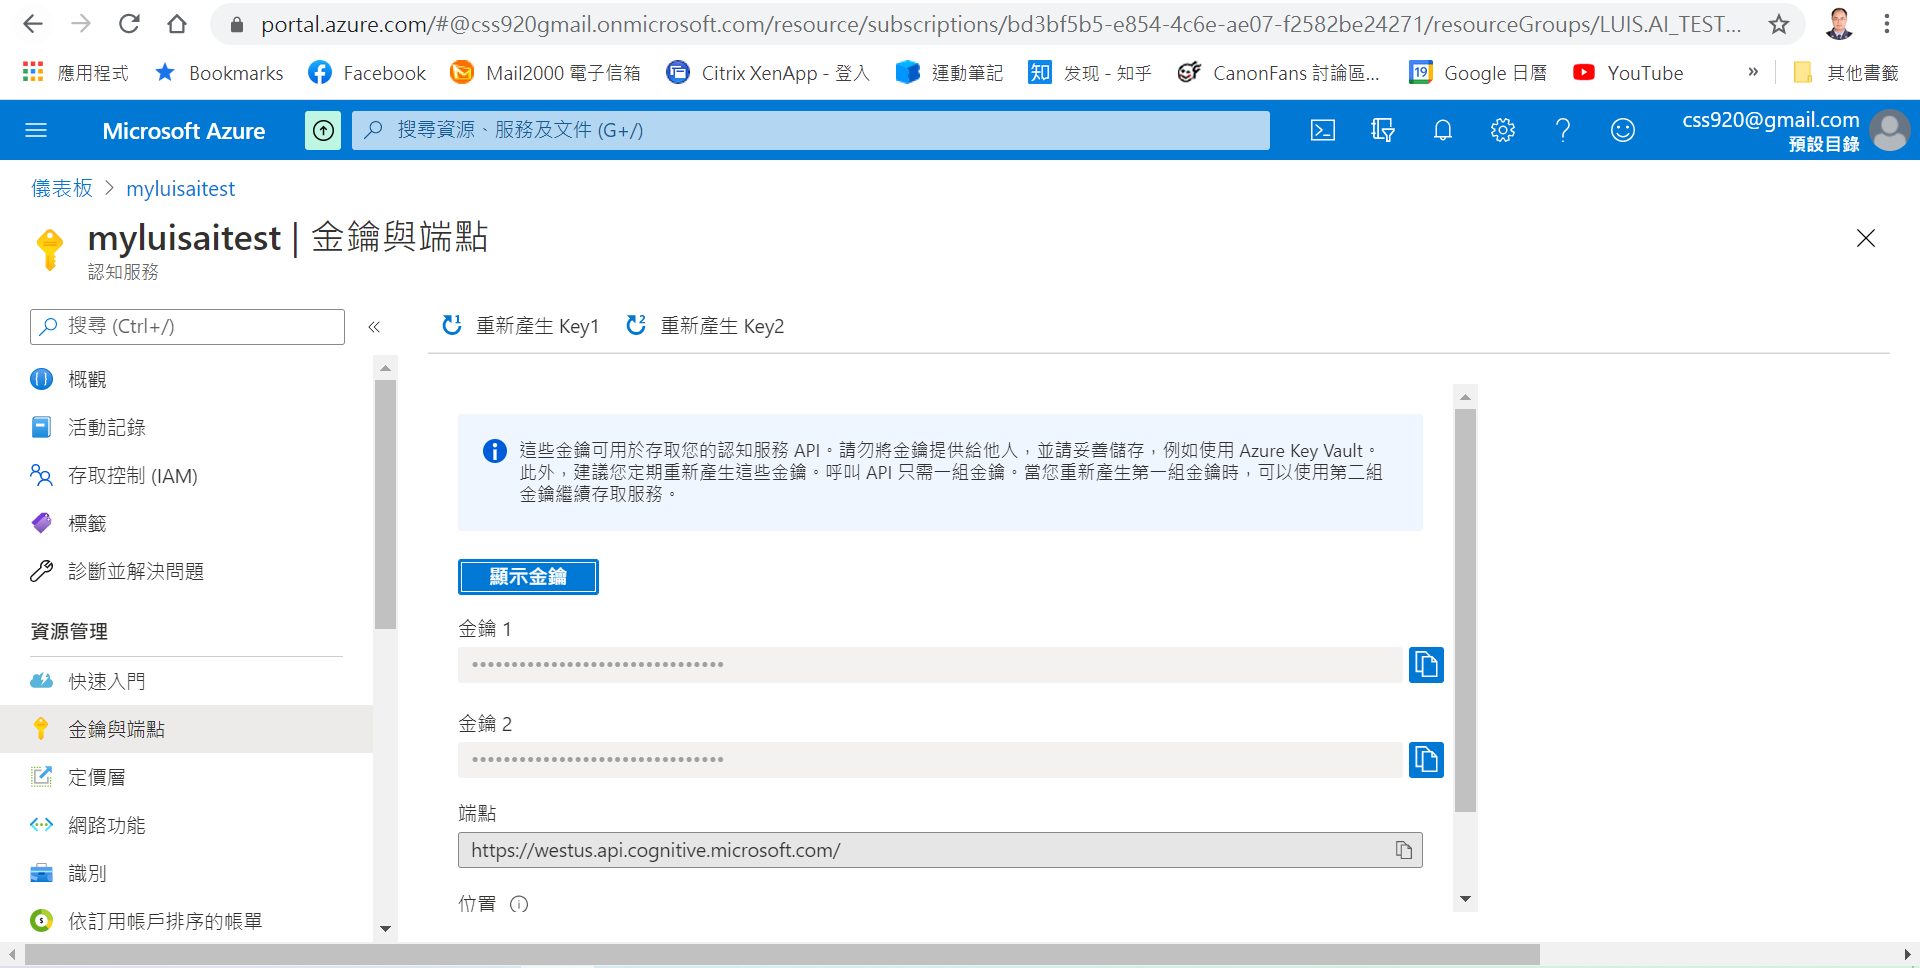 portal.azure.com/#@css920gmail.onmicrosoft.com/resource/subscriptions/bd3bf5b5-e854-4c6e-ae07-f2582be24271/resourceGroups/LUIS.AI_TEST...
應用程式 Bookmarks Facebook Mail2000 電子信箱 Citrix XenApp - 登入 運動筆記 知 发现 - 知乎 CanonFans 討論區... 19 Google 日曆 YouTube » 其他書籤
Microsoft Azure 搜尋資源、服務及文件 (G+/) css920@gmail.com
預設目錄
儀表板 > myluisaitest
myluisaitest | 金鑰與端點
認知服務
搜尋 (Ctrl+/) «
概觀
活動記錄
存取控制 (IAM)
標籤
診斷並解決問題
資源管理
快速入門
金鑰與端點
定價層
網路功能
識別
依訂用帳戶排序的帳單
1 重新產生 Key1 2 重新產生 Key2
這些金鑰可用於存取您的認知服務 API。請勿將金鑰提供給他人，並請妥善儲存，例如使用 Azure Key Vault。
此外，建議您定期重新產生這些金鑰。呼叫 API 只需一組金鑰。當您重新產生第一組金鑰時，可以使用第二組
金鑰繼續存取服務。
顯示金鑰
金鑰 1
••••••••••••••••••••••••••••••••
金鑰 2
••••••••••••••••••••••••••••••••
端點
https://westus.api.cognitive.microsoft.com/
位置